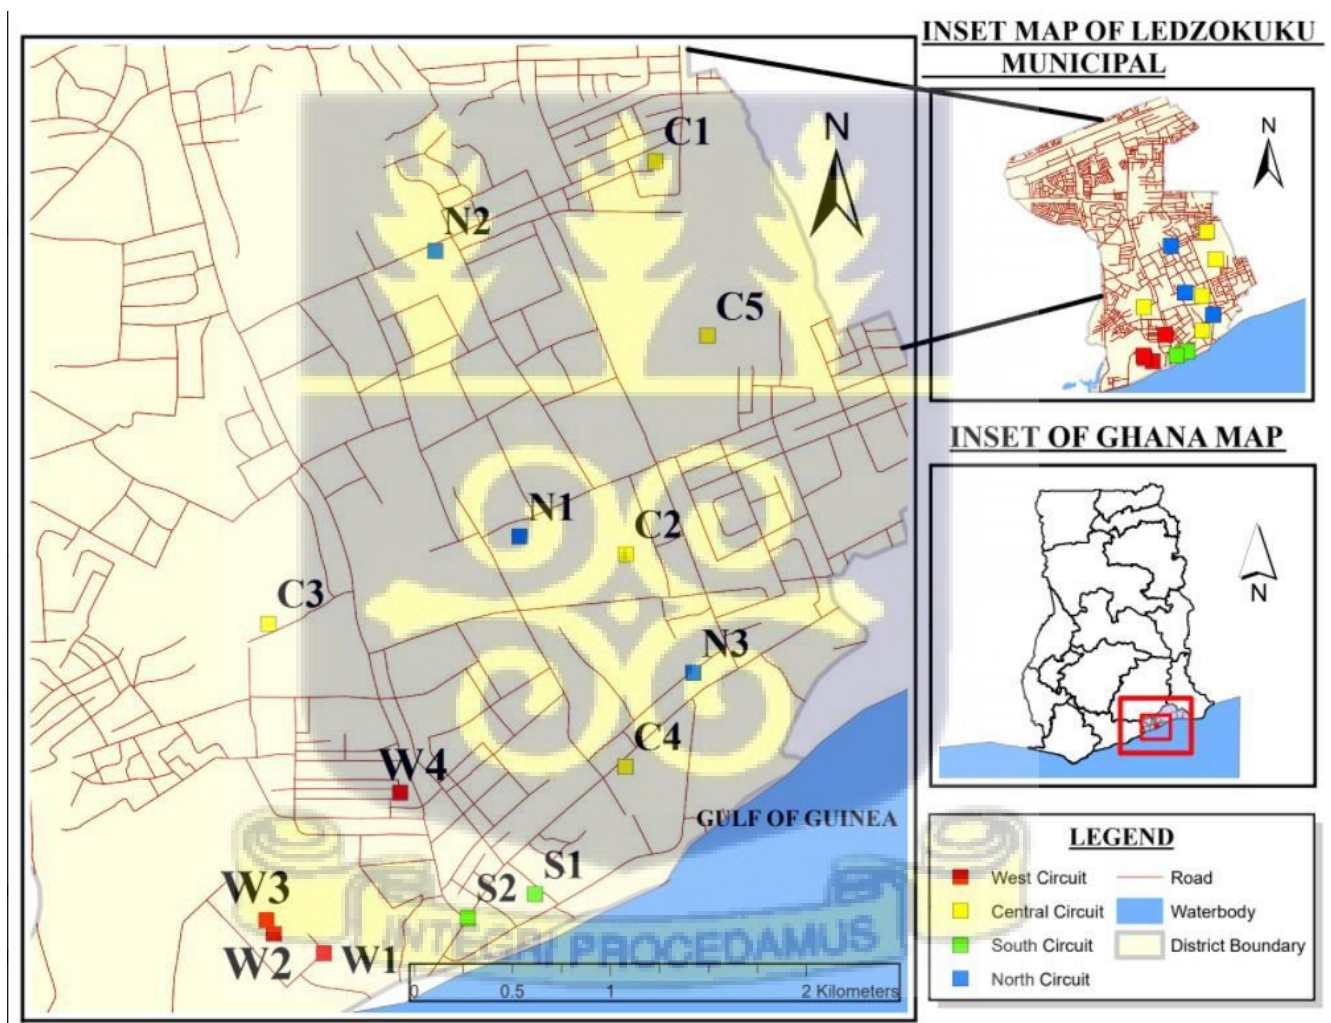 INSET MAP OF LEDZOKUKU
MUNICIPAL
N
C1
N2
C5
N1
C2
C3
N3
C4
W4
GULF OF GUINEA
S1
S2
W3
W2
W1
INTEGRI PROCEDAMUS
0 0.5 1 2 Kilometers
N
INSET OF GHANA MAP
N
LEGEND
West Circuit
Central Circuit
South Circuit
North Circuit
Road
Waterbody
District Boundary